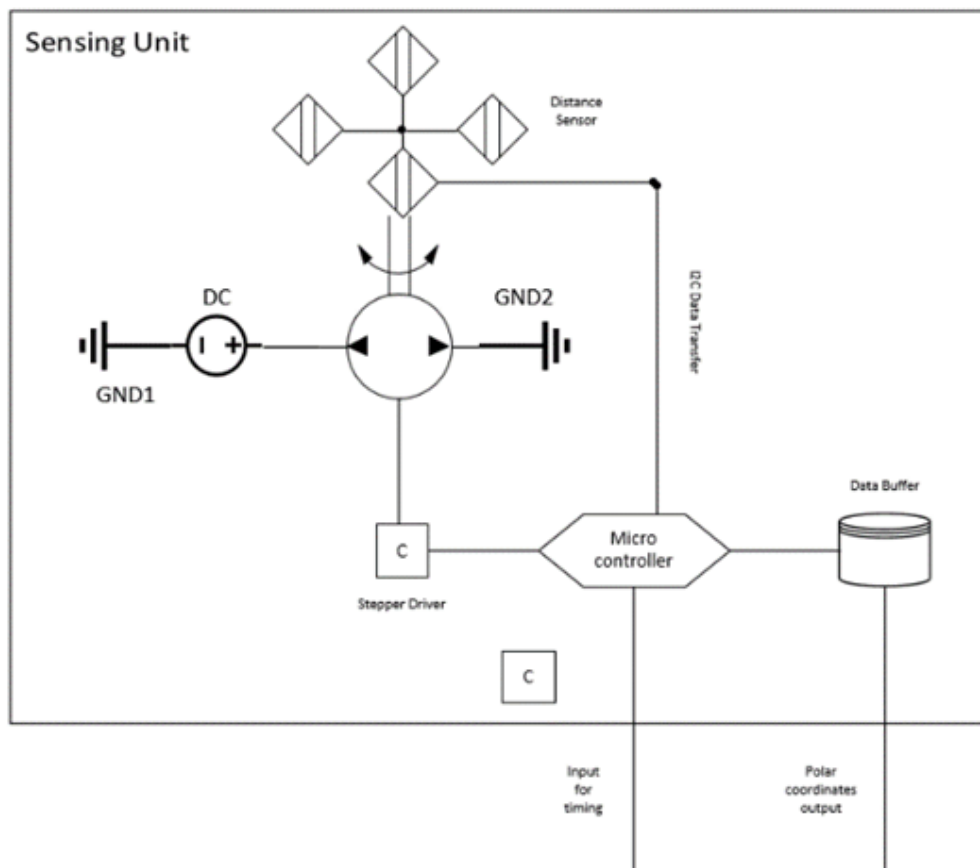 Sensing Unit
Distance
Sensor
I2C Data Transfer
DC
GND2
GND1
Data Buffer
Micro
controller
C
Stepper Driver
C
Input
for
timing
Polar
coordinates
output